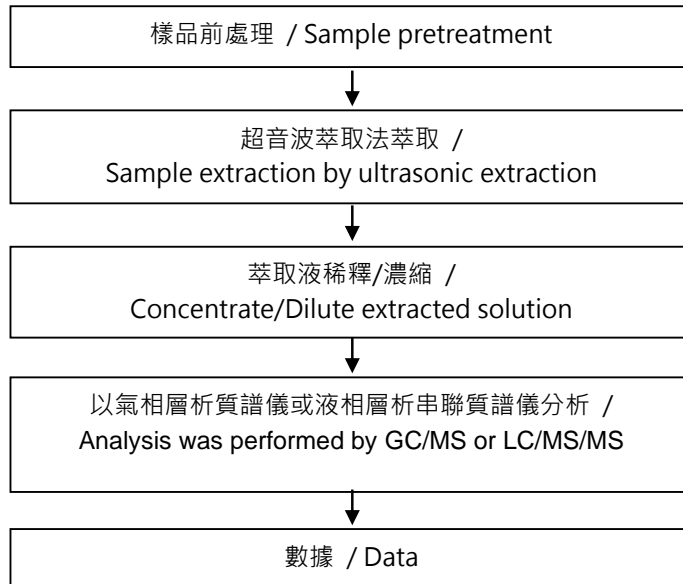 樣品前處理 / Sample pretreatment
超音波萃取法萃取 /
Sample extraction by ultrasonic extraction
萃取液稀釋/濃縮 /
Concentrate/Dilute extracted solution
以氣相層析質譜儀或液相層析串聯質譜儀分析 /
Analysis was performed by GC/MS or LC/MS/MS
數據 / Data